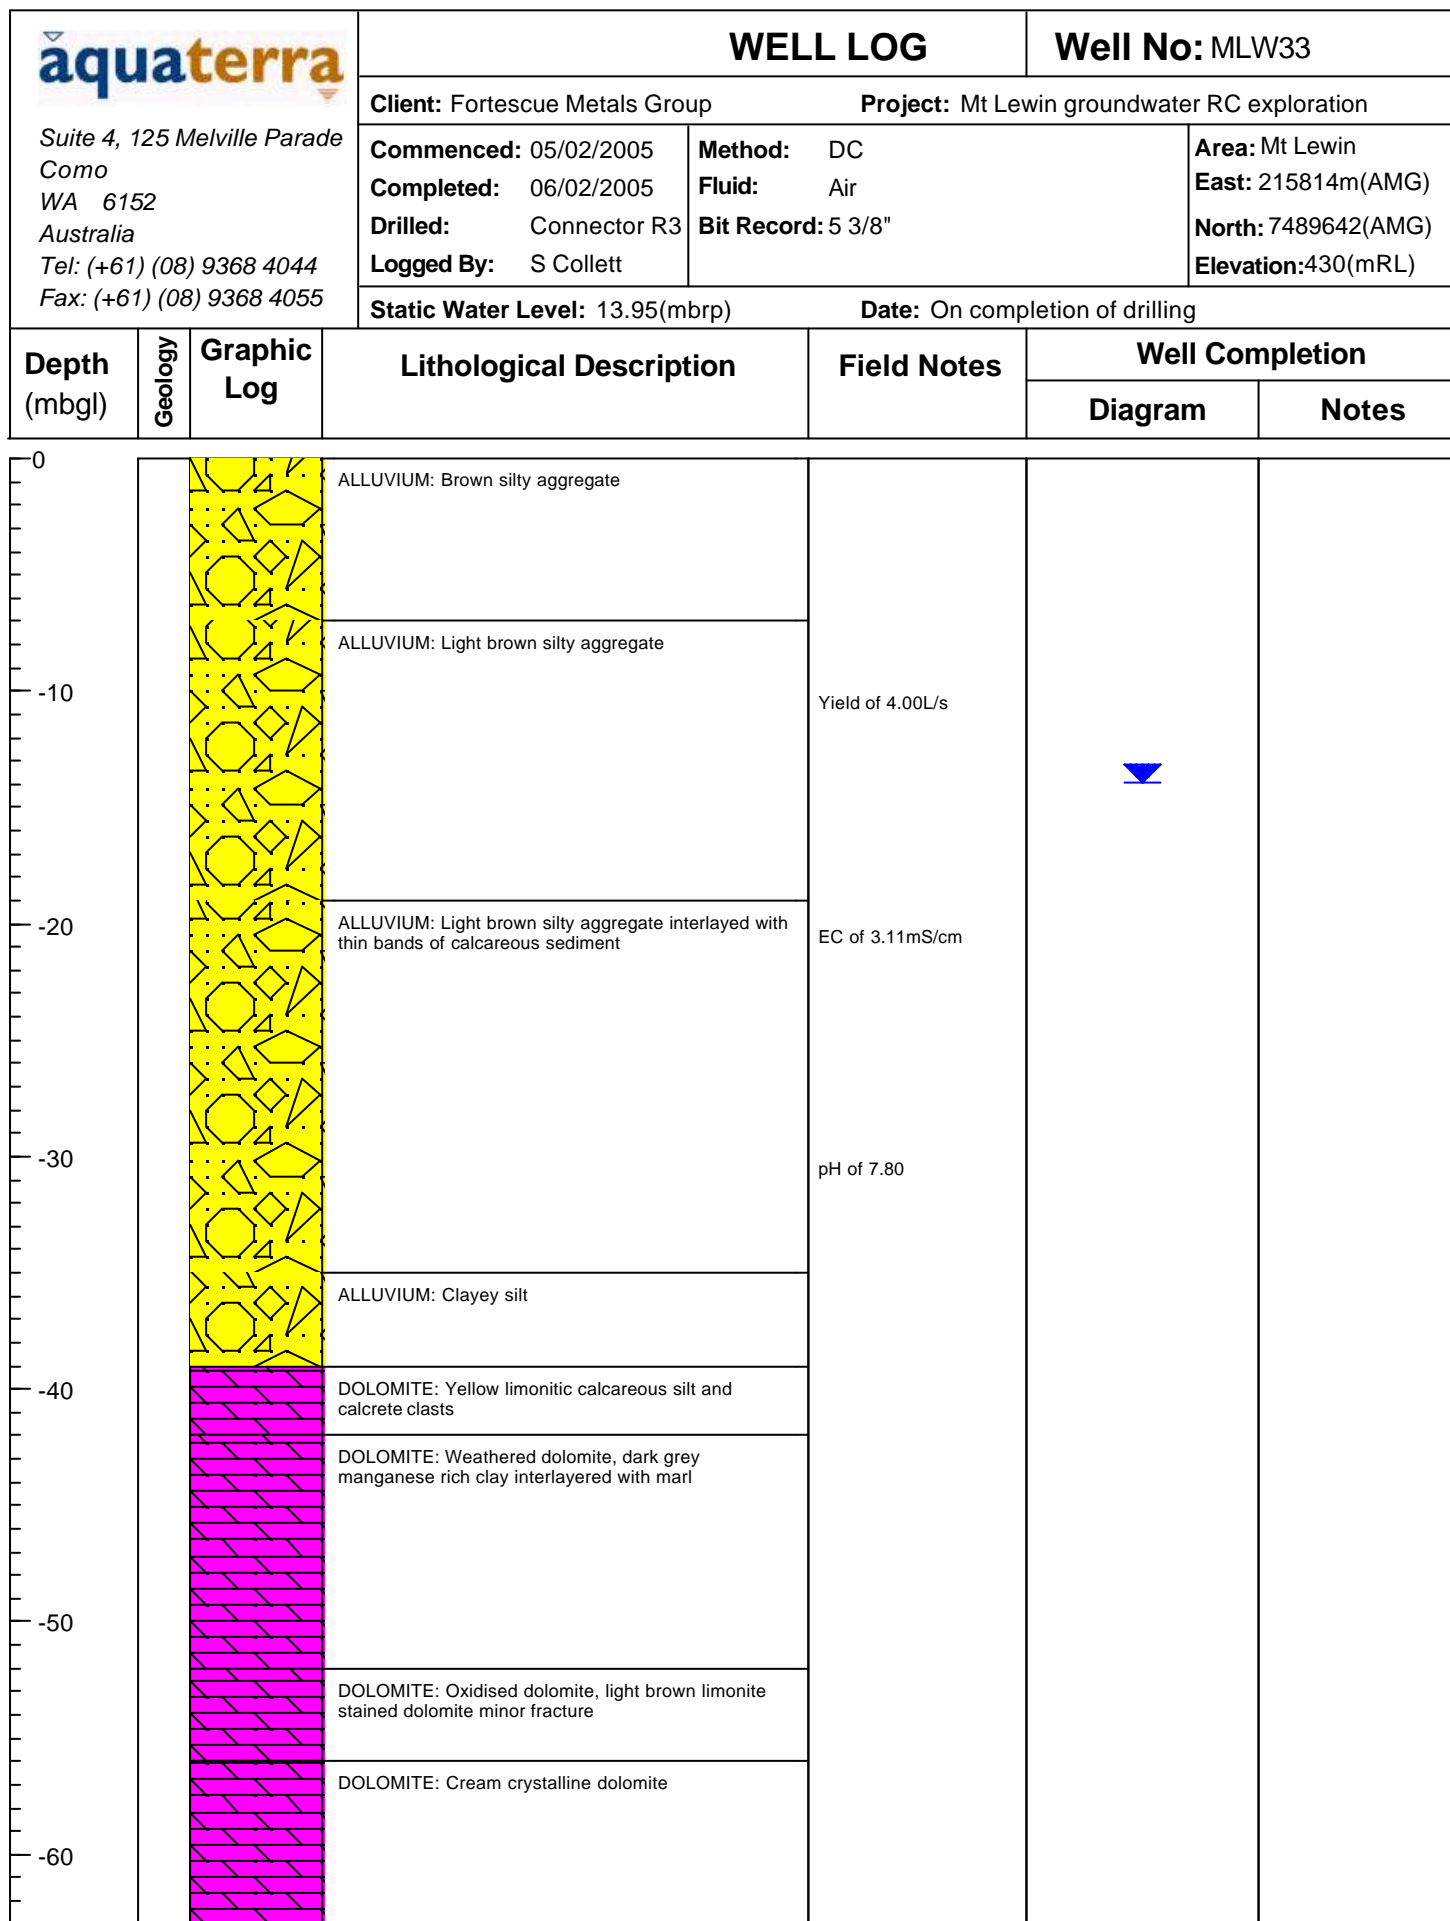 aquaterra
Suite 4, 125 Melville Parade
Como
WA 6152
Australia
Tel: (+61) (08) 9368 4044
Fax: (+61) (08) 9368 4055
WELL LOG
Well No: MLW33
Client: Fortescue Metals Group
Project: Mt Lewin groundwater RC exploration
Commenced: 05/02/2005
Completed: 06/02/2005
Drilled: Connector R3
Logged By: S Collett
Method: DC
Fluid: Air
Bit Record: 5 3/8"
Area: Mt Lewin
East: 215814m(AMG)
North: 7489642(AMG)
Elevation:430(mRL)
Static Water Level: 13.95(mbrp)
Date: On completion of drilling
Depth
(mbgl)
Geology
Graphic
Log
Lithological Description
Field Notes
Well Completion
Diagram
Notes
0
ALLUVIUM: Brown silty aggregate
ALLUVIUM: Light brown silty aggregate
-10
Yield of 4.00L/s
-20
ALLUVIUM: Light brown silty aggregate interlayed with
thin bands of calcareous sediment
EC of 3.11mS/cm
-30
pH of 7.80
ALLUVIUM: Clayey silt
-40
DOLOMITE: Yellow limonitic calcareous silt and
calcrete clasts
DOLOMITE: Weathered dolomite, dark grey
manganese rich clay interlayered with marl
-50
DOLOMITE: Oxidised dolomite, light brown limonite
stained dolomite minor fracture
DOLOMITE: Cream crystalline dolomite
-60